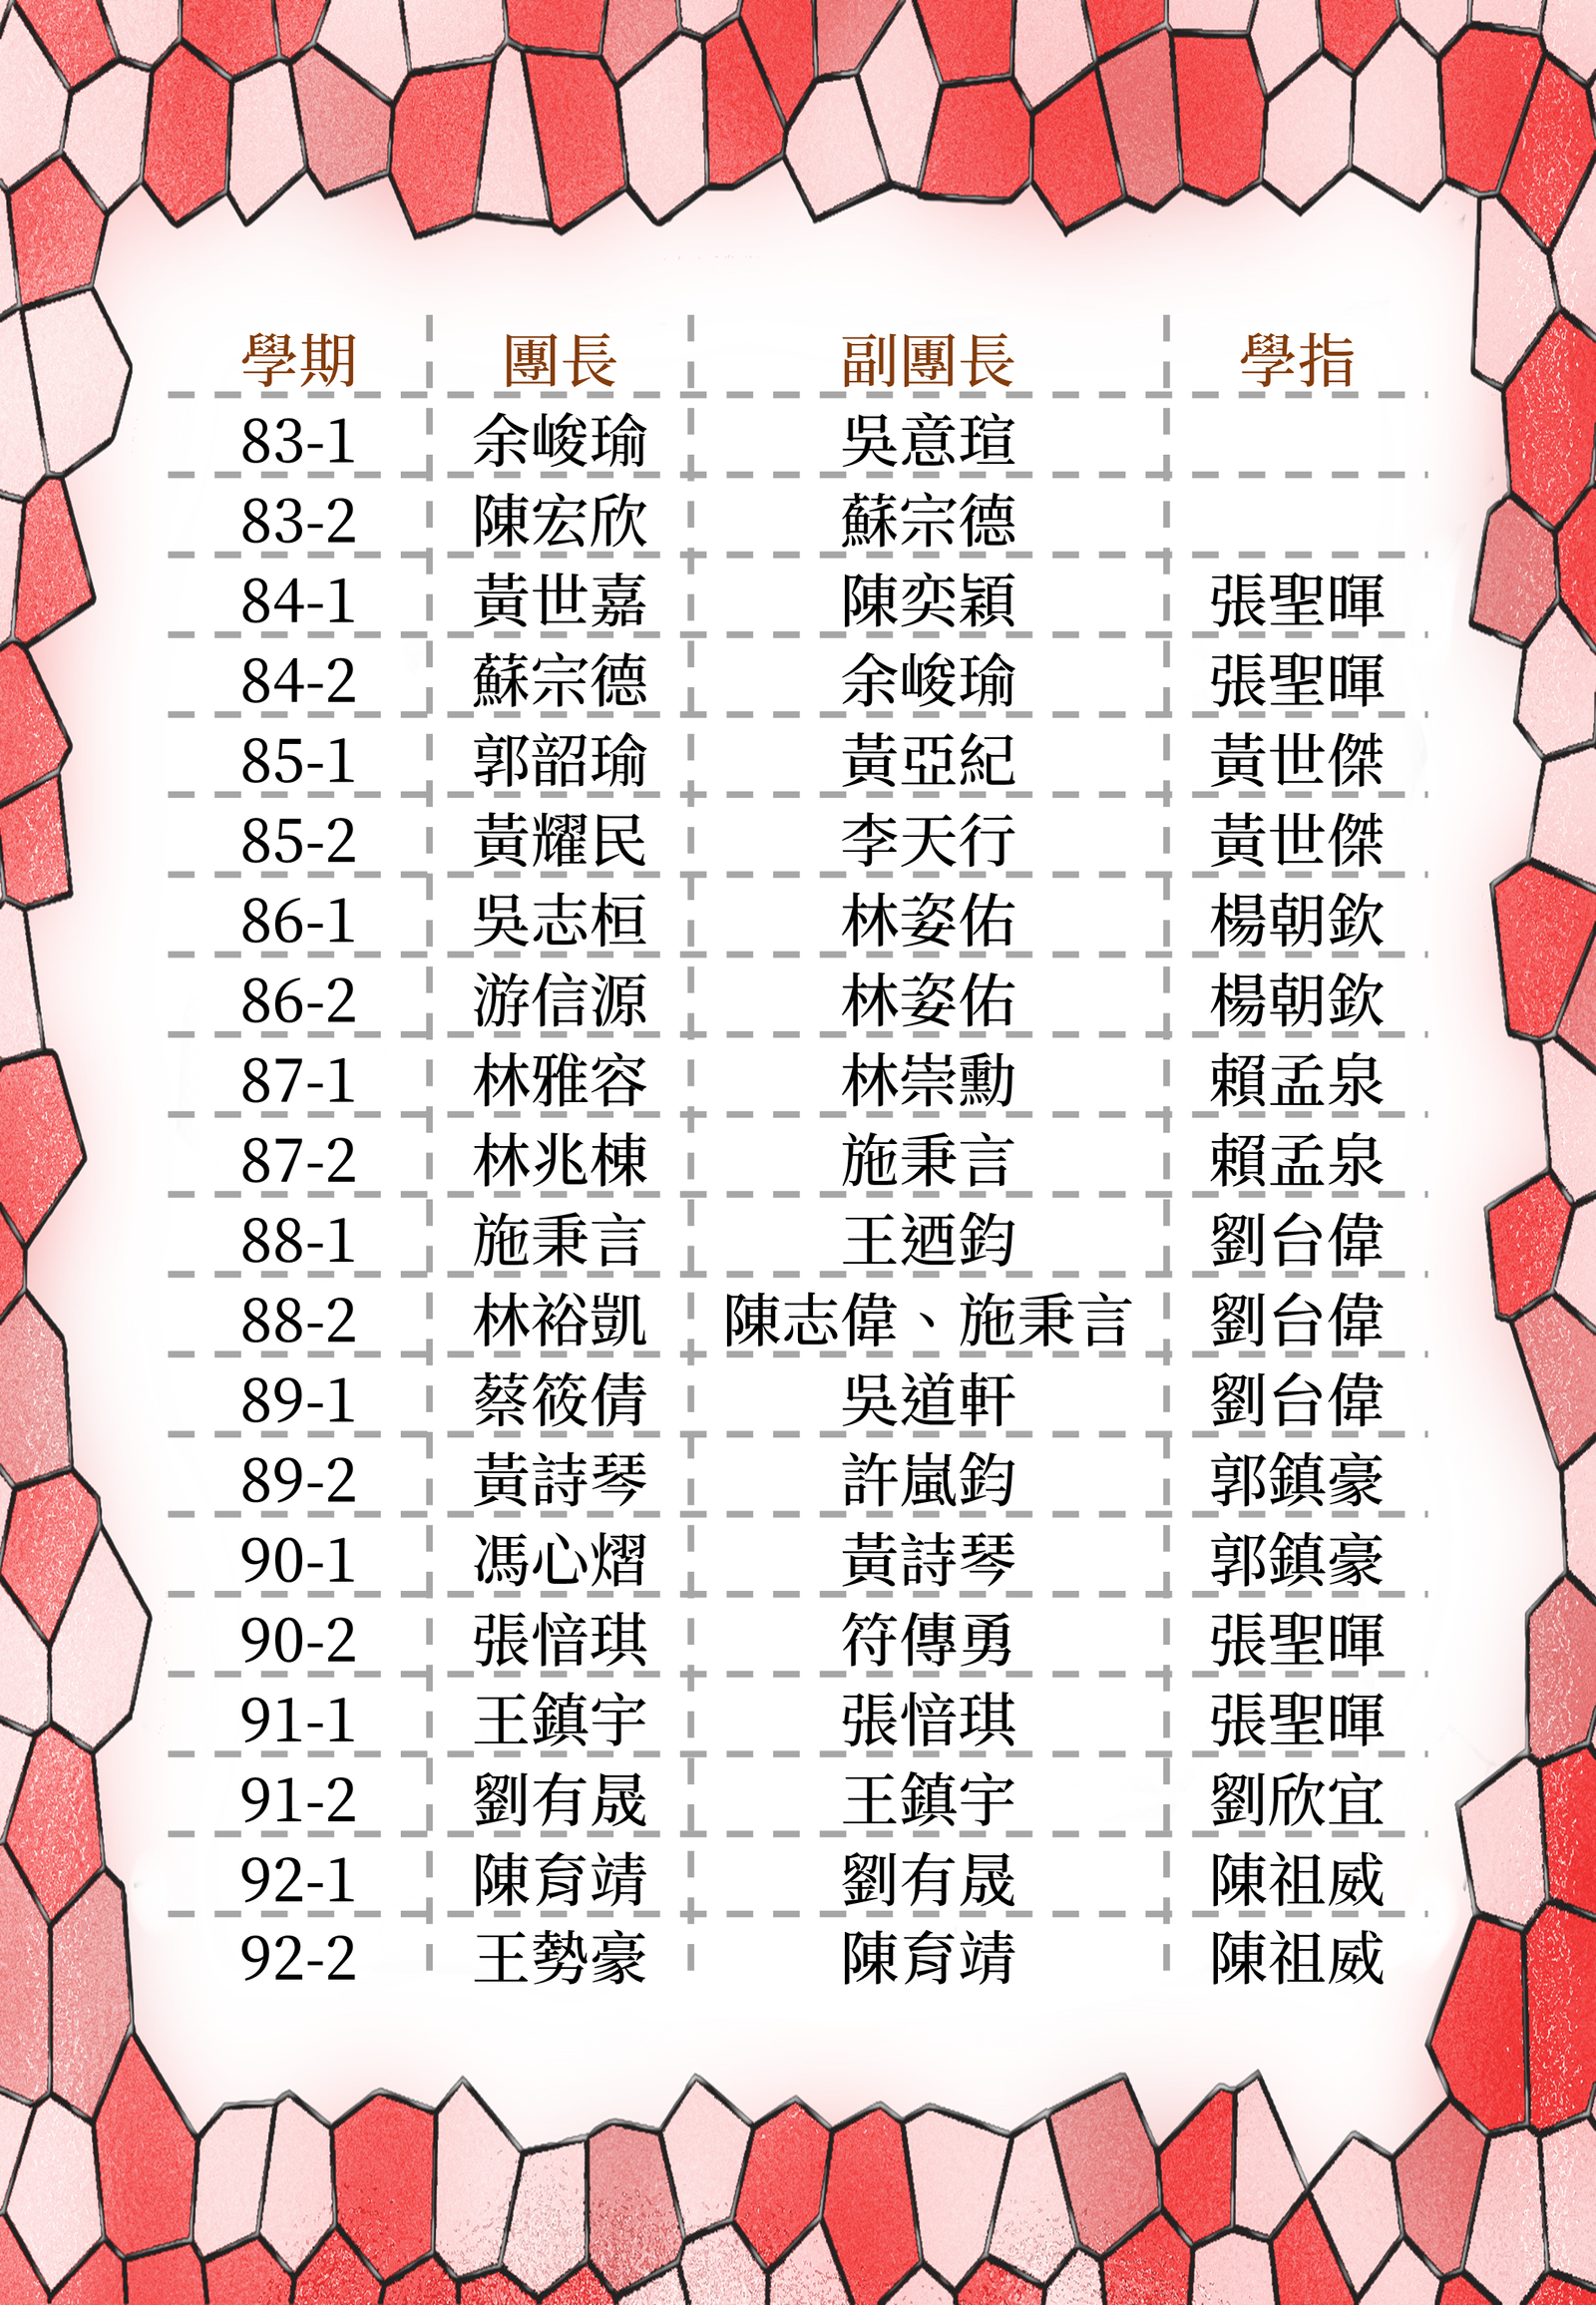 學期 團長 副團長 學指
83-1 余峻瑜 吳意瑄
83-2 陳宏欣 蘇宗德
84-1 黃世嘉 陳奕穎 張聖暉
84-2 蘇宗德 余峻瑜 張聖暉
85-1 郭韶瑜 黃亞紀 黃世傑
85-2 黃耀民 李天行 黃世傑
86-1 吳志桓 林姿佑 楊朝欽
86-2 游信源 林姿佑 楊朝欽
87-1 林雅容 林崇勳 賴孟泉
87-2 林兆棟 施秉言 賴孟泉
88-1 施秉言 王迺鈞 劉台偉
88-2 林裕凱 陳志偉、施秉言 劉台偉
89-1 蔡筱倩 吳道軒 劉台偉
89-2 黃詩琴 許嵐鈞 郭鎮豪
90-1 馮心熠 黃詩琴 郭鎮豪
90-2 張愔琪 符傳勇 張聖暉
91-1 王鎮宇 張愔琪 張聖暉
91-2 劉有晟 王鎮宇 劉欣宜
92-1 陳育靖 劉有晟 陳祖威
92-2 王勢豪 陳育靖 陳祖威